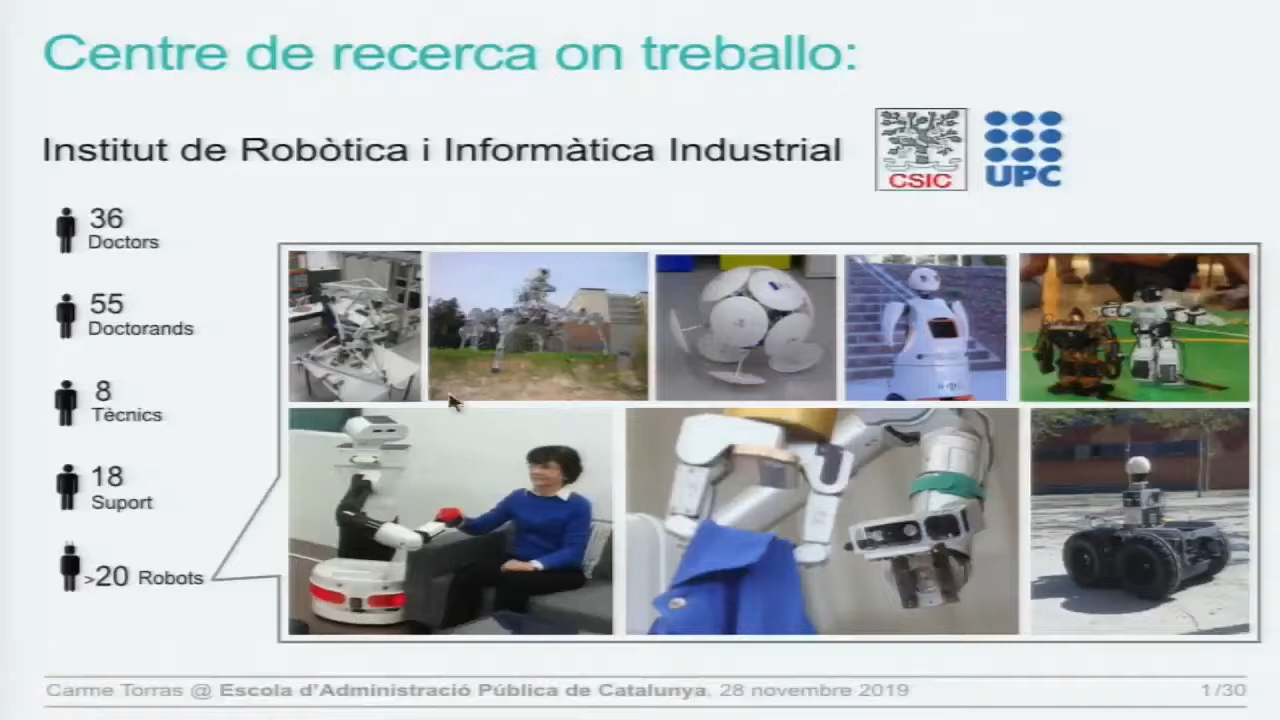 Centre de recerca on treballo:
Institut de Robòtica i Informàtica Industrial
CSIC
UPC
36
Doctors
55
Doctorands
8
Tècnics
18
Suport
>20 Robots
Carme Torras @ Escola d'Administració Pública de Catalunya, 28 novembre 2019
1/30